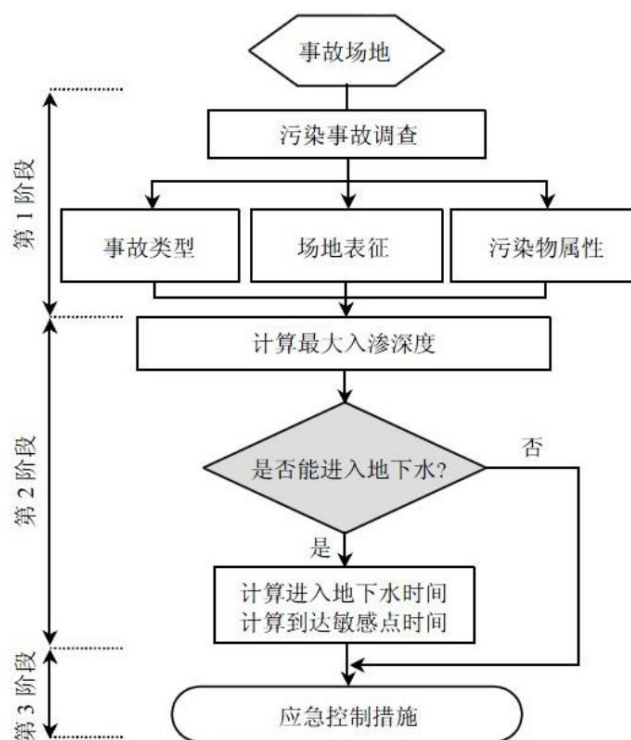 事故场地
第1阶段
污染事故调查
事故类型
场地表征
污染物属性
第2阶段
计算最大入渗深度
是否能进入地下水?
否
是
计算进入地下水时间
计算到达敏感点时间
第3阶段
应急控制措施